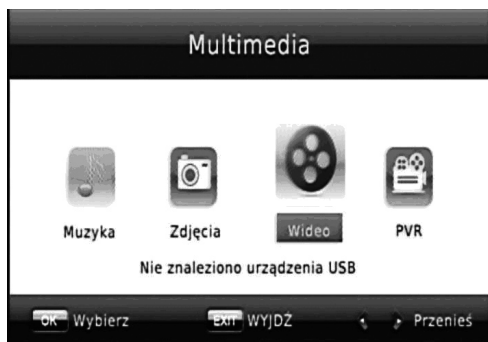 Multimedia
Muzyka Zdjęcia Wideo PVR
Nie znaleziono urządzenia USB
OK Wybierz EXIT WYJDŹ Przenieś